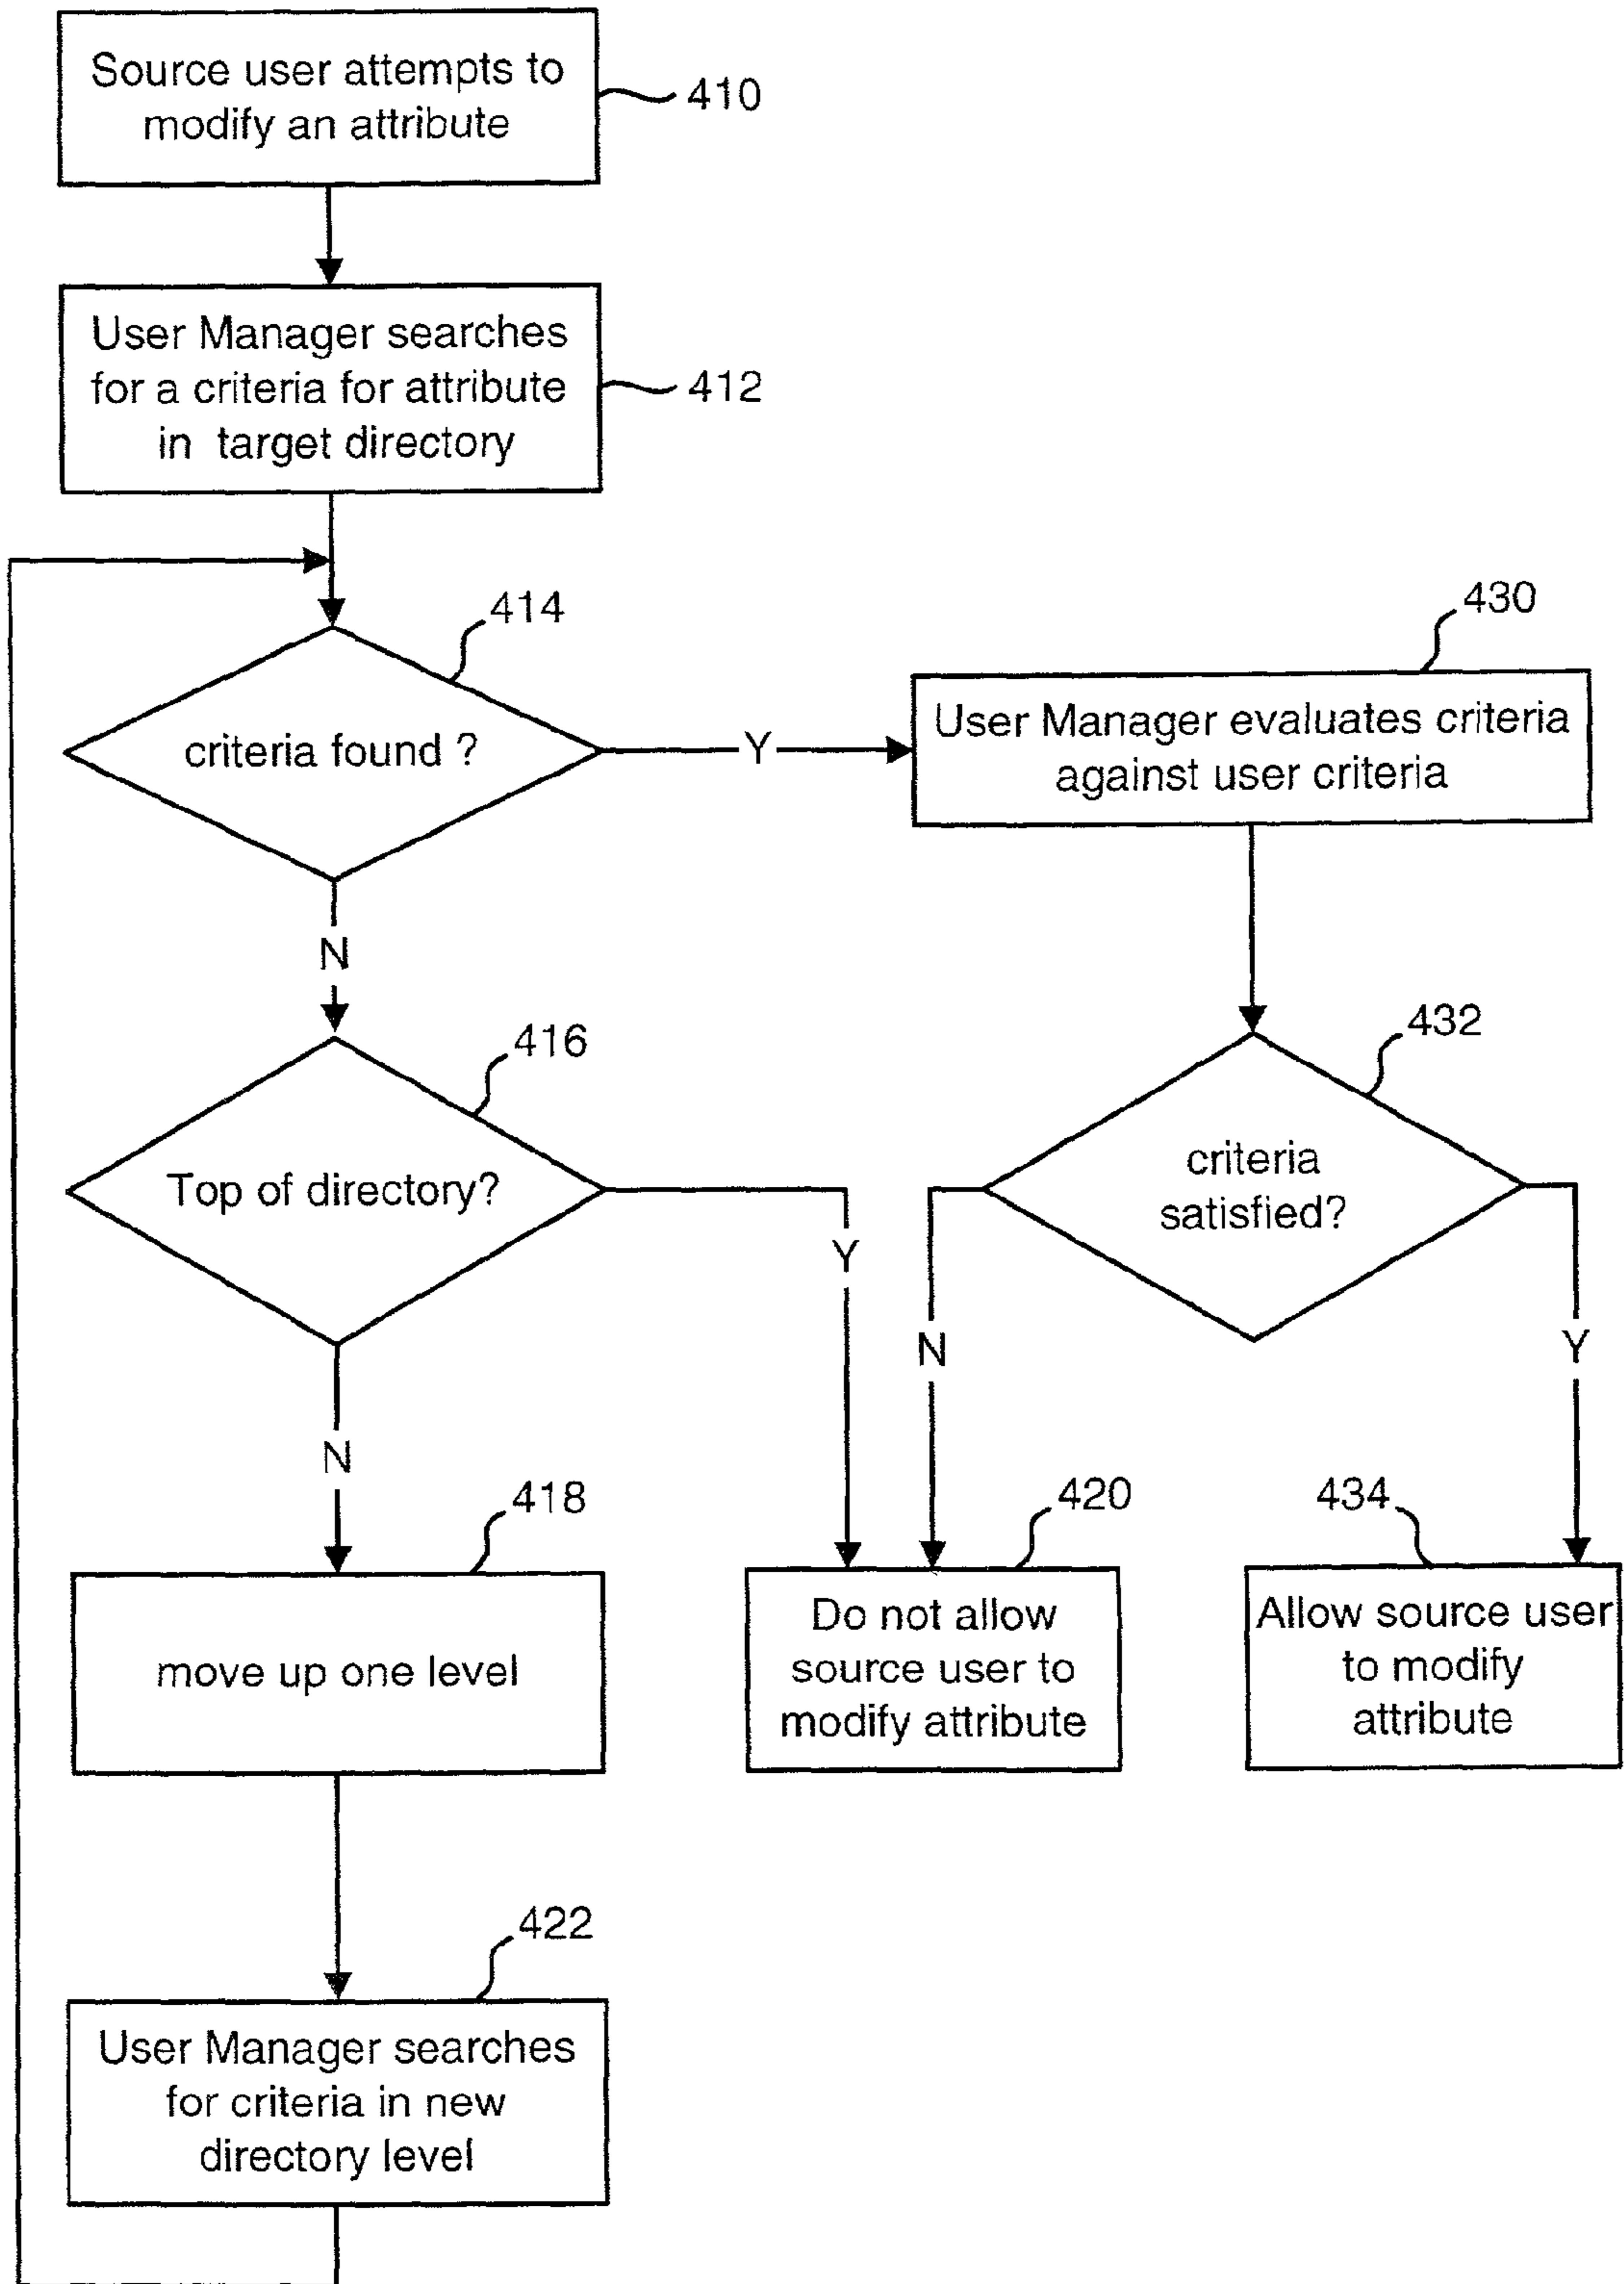 Source user attempts to
modify an attribute
410
User Manager searches
for a criteria for attribute
in target directory
412
414
criteria found ?
Y
430
User Manager evaluates criteria
against user criteria
N
416
Top of directory?
Y
432
criteria
satisfied?
N
Y
N
418
move up one level
420
Do not allow
source user to
modify attribute
434
Allow source user
to modify
attribute
422
User Manager searches
for criteria in new
directory level